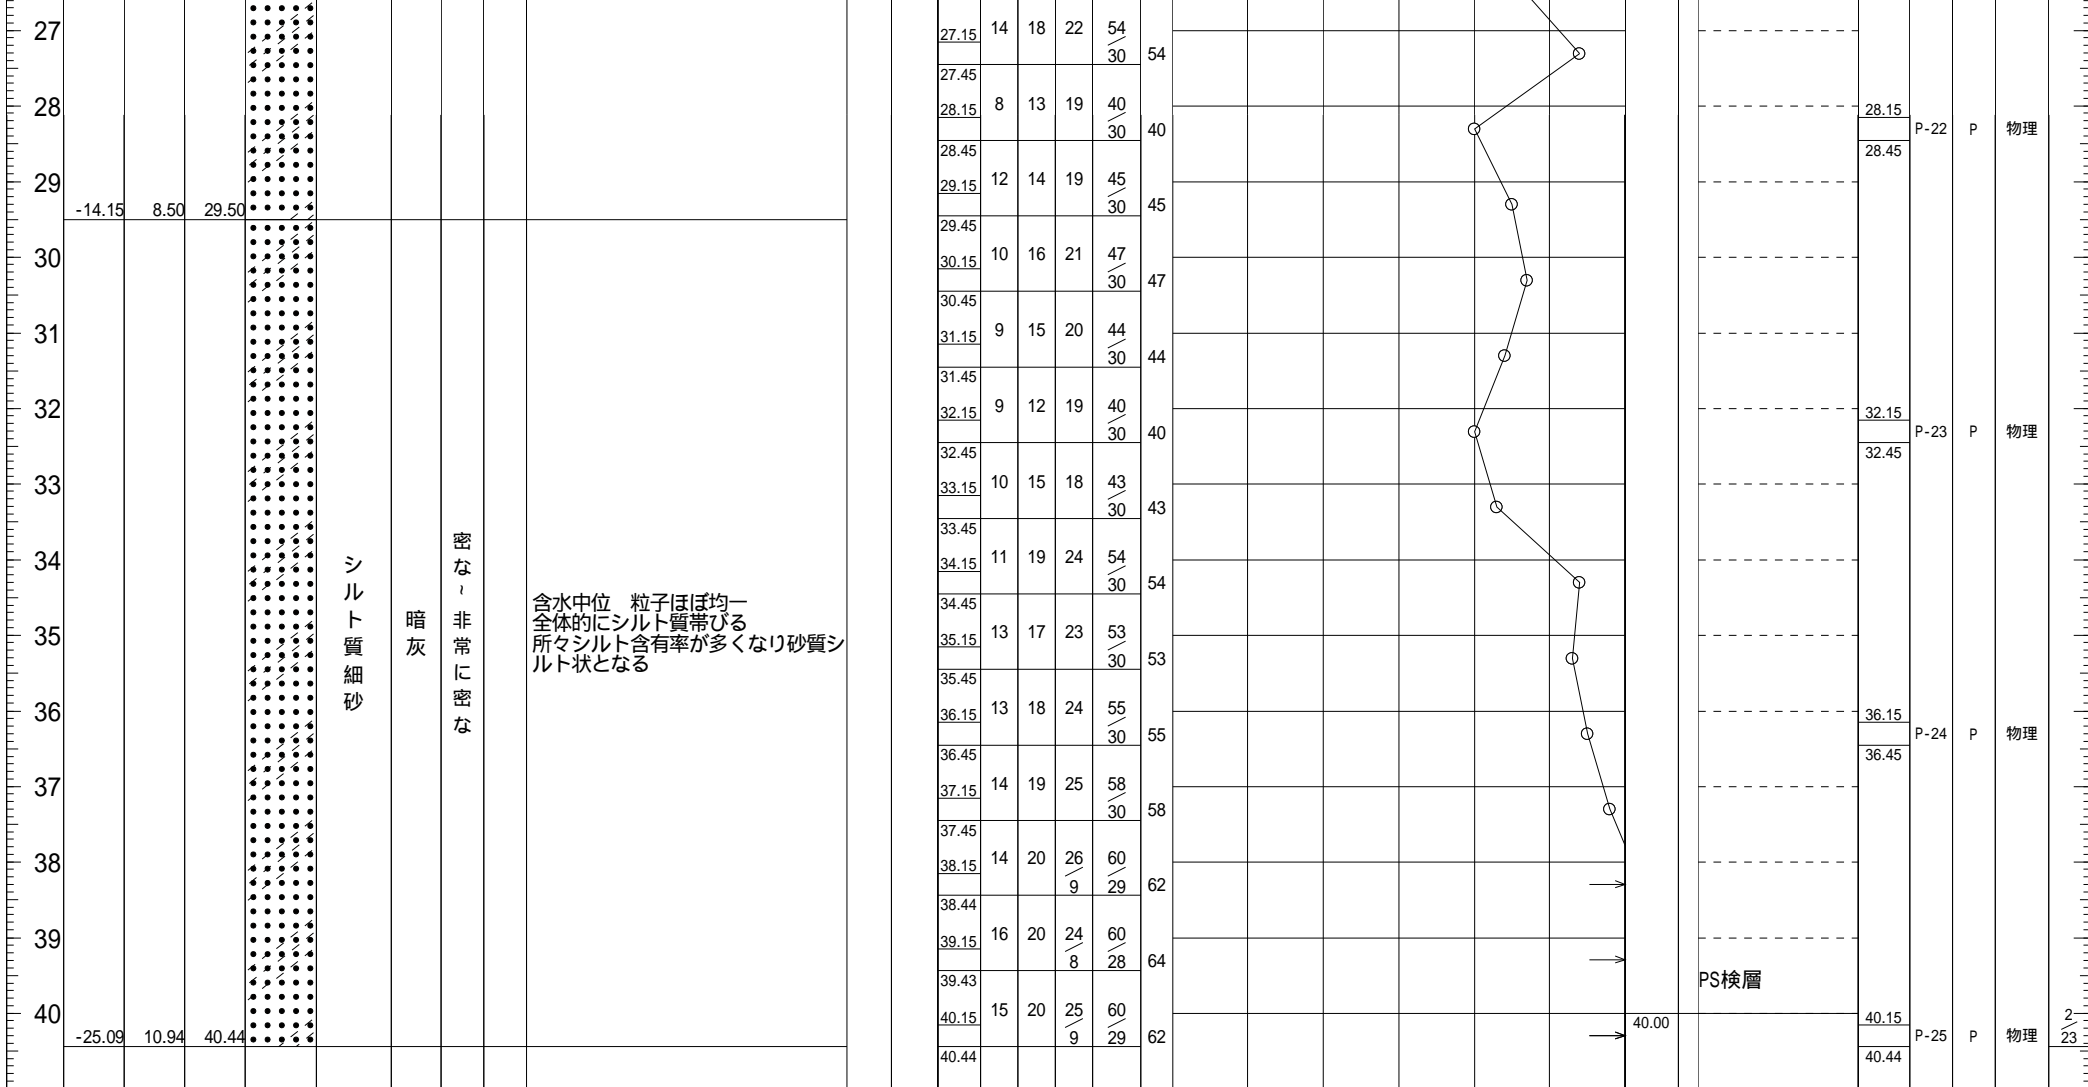 27
27.15 14 18 22 54/30 54
27.45
28
28.15 8 13 19 40/30 40
28.15 P-22 P 物理
28.45
28.45
29
29.15 12 14 19 45/30 45
-14.15 8.50 29.50
29.45
30
30.15 10 16 21 47/30 47
30.45
31
31.15 9 15 20 44/30 44
31.45
32
32.15 9 12 19 40/30 40
32.15 P-23 P 物理
32.45
32.45
33
33.15 10 15 18 43/30 43
33.45
34
34.15 11 19 24 54/30 54
34.45
シルト質細砂
暗灰
密な~非常に密な
含水中位 粒子ほぼ均一
全体的にシルト質帯びる
所々シルト含有率が多くなり砂質シ
ルト状となる
35
35.15 13 17 23 53/30 53
35.45
36
36.15 13 18 24 55/30 55
36.15 P-24 P 物理
36.45
36.45
37
37.15 14 19 25 58/30 58
37.45
38
38.15 14 20 26/9 60/29 62
38.44
39
39.15 16 20 24/8 60/28 64
39.43
PS検層
40
40.15 15 20 25/9 60/29 62
40.00
40.15 P-25 P 物理 2/23
-25.09 10.94 40.44
40.44
40.44